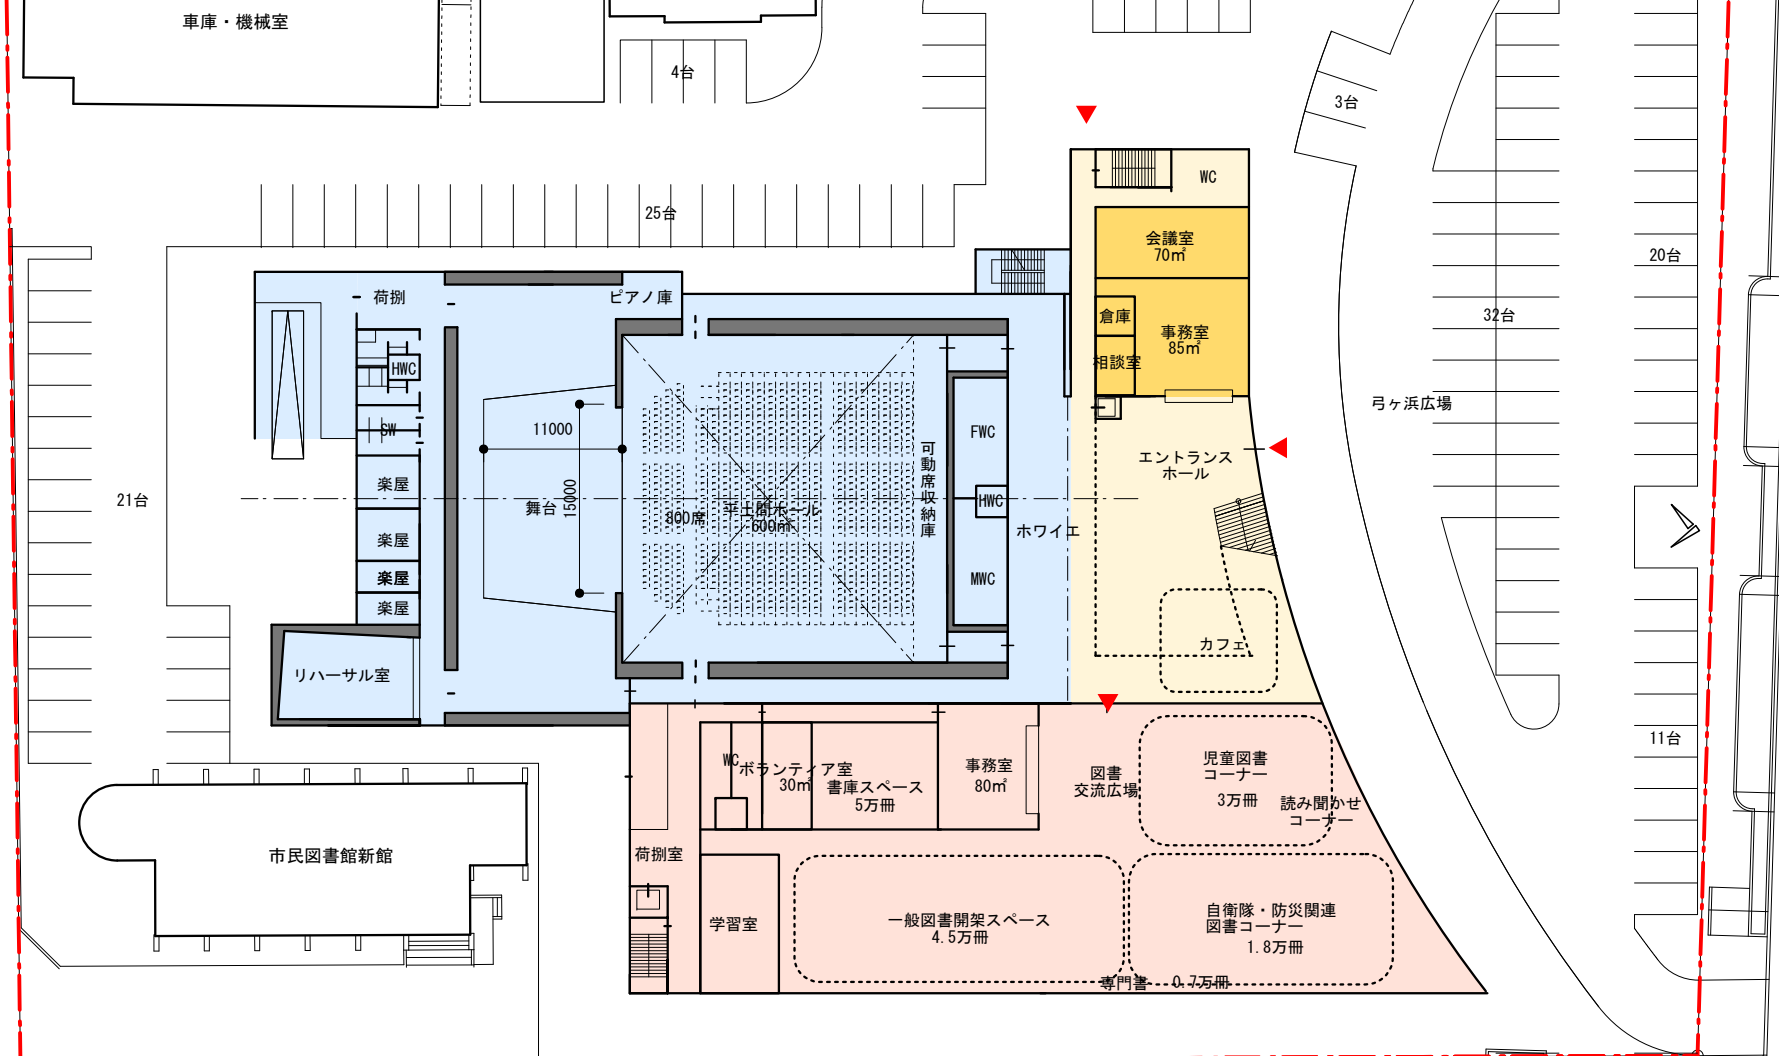 車庫・機械室
4台
3台
25台
WC
会議室
70㎡
20台
荷捌
ピアノ庫
倉庫
事務室
85㎡
32台
相談室
HWC
弓ヶ浜広場
SW
11000
FWC
可動席収納庫
エントランス
ホール
楽屋
21台
舞台
15000
800席
平土間ホール
600㎡
HWC
ホワイエ
楽屋
楽屋
MWC
楽屋
カフェ
リハーサル室
11台
WC
ボランティア室
30㎡
書庫スペース
5万冊
事務室
80㎡
図書
交流広場
児童図書
コーナー
3万冊
読み聞かせ
コーナー
市民図書館新館
荷捌室
学習室
一般図書開架スペース
4.5万冊
自衛隊・防災関連
図書コーナー
1.8万冊
専門書 0.7万冊